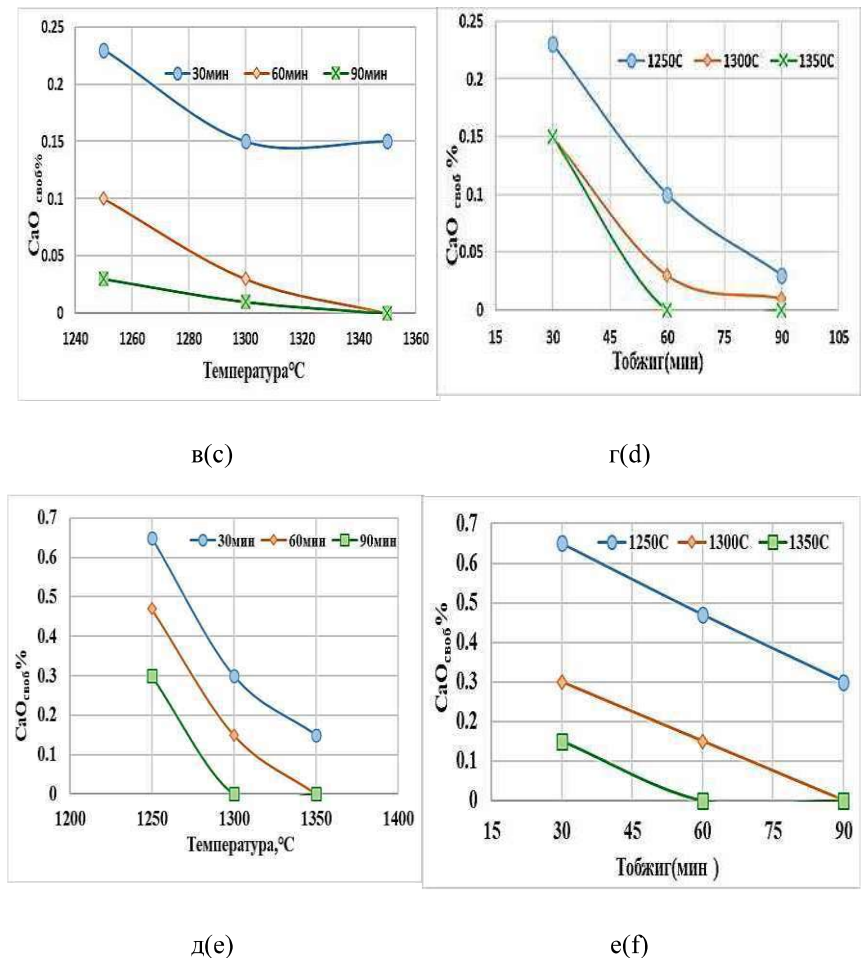 0.25
0.2
0.15
0.1
0.05
0
CaO своб%
30мин 60мин 90мин
1240 1260 1280 1300 1320 1340 1360
Температура°C
в(c)
0.25
0.2
0.15
0.1
0.05
0
CaO своб %
1250C 1300C 1350C
15 30 45 60 75 90 105
Тобжиг(мин)
г(d)
0.7
0.6
0.5
0.4
0.3
0.2
0.1
0
CaOсвоб%
30мин 60мин 90мин
1200 1250 1300 1350 1400
Температура,°C
д(e)
0.7
0.6
0.5
0.4
0.3
0.2
0.1
0
CaOсвоб%
1250C 1300C 1350C
15 30 45 60 75 90
Тобжиг(мин )
е(f)